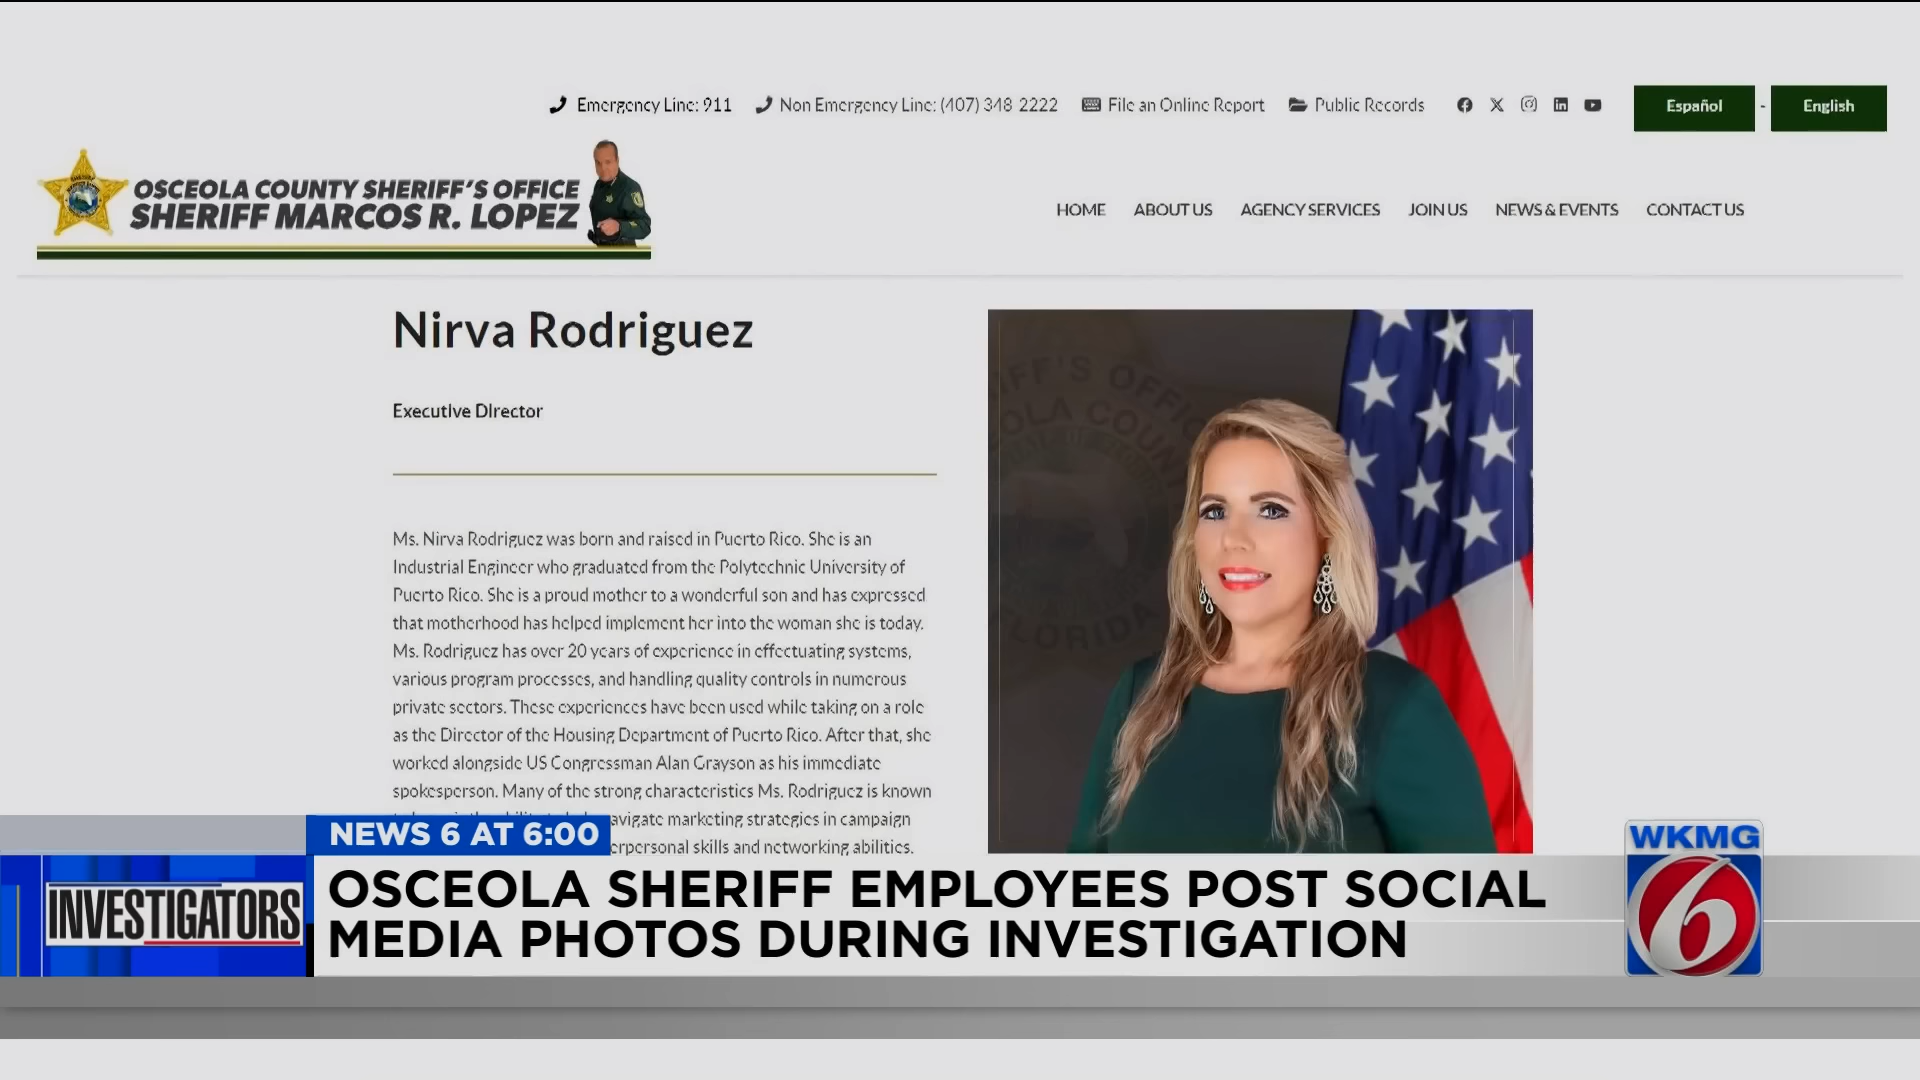 Emergency Line: 911 Non Emergency Line: (407) 348 2222 File an Online Report Public Records Español - English
OSCEOLA COUNTY SHERIFF'S OFFICE
SHERIFF MARCOS R. LOPEZ
HOME ABOUT US AGENCY SERVICES JOIN US NEWS & EVENTS CONTACT US
Nirva Rodriguez
Executive Director
Ms. Nirva Rodriguez was born and raised in Puerto Rico. She is an
Industrial Engineer who graduated from the Polytechnic University of
Puerto Rico. She is a proud mother to a wonderful son and has expressed
that motherhood has helped implement her into the woman she is today.
Ms. Rodriguez has over 20 years of experience in effectuating systems,
various program processes, and handling quality controls in numerous
private sectors. These experiences have been used while taking on a role
as the Director of the Housing Department of Puerto Rico. After that, she
worked alongside US Congressman Alan Grayson as his immediate
spokesperson. Many of the strong characteristics Ms. Rodriguez is known
avigate marketing strategies in campaign
erpersonal skills and networking abilities.
IFF'S OFFIC
OLA COUN
LORIDA
NEWS 6 AT 6:00
INVESTIGATORS
OSCEOLA SHERIFF EMPLOYEES POST SOCIAL
MEDIA PHOTOS DURING INVESTIGATION
WKMG
6